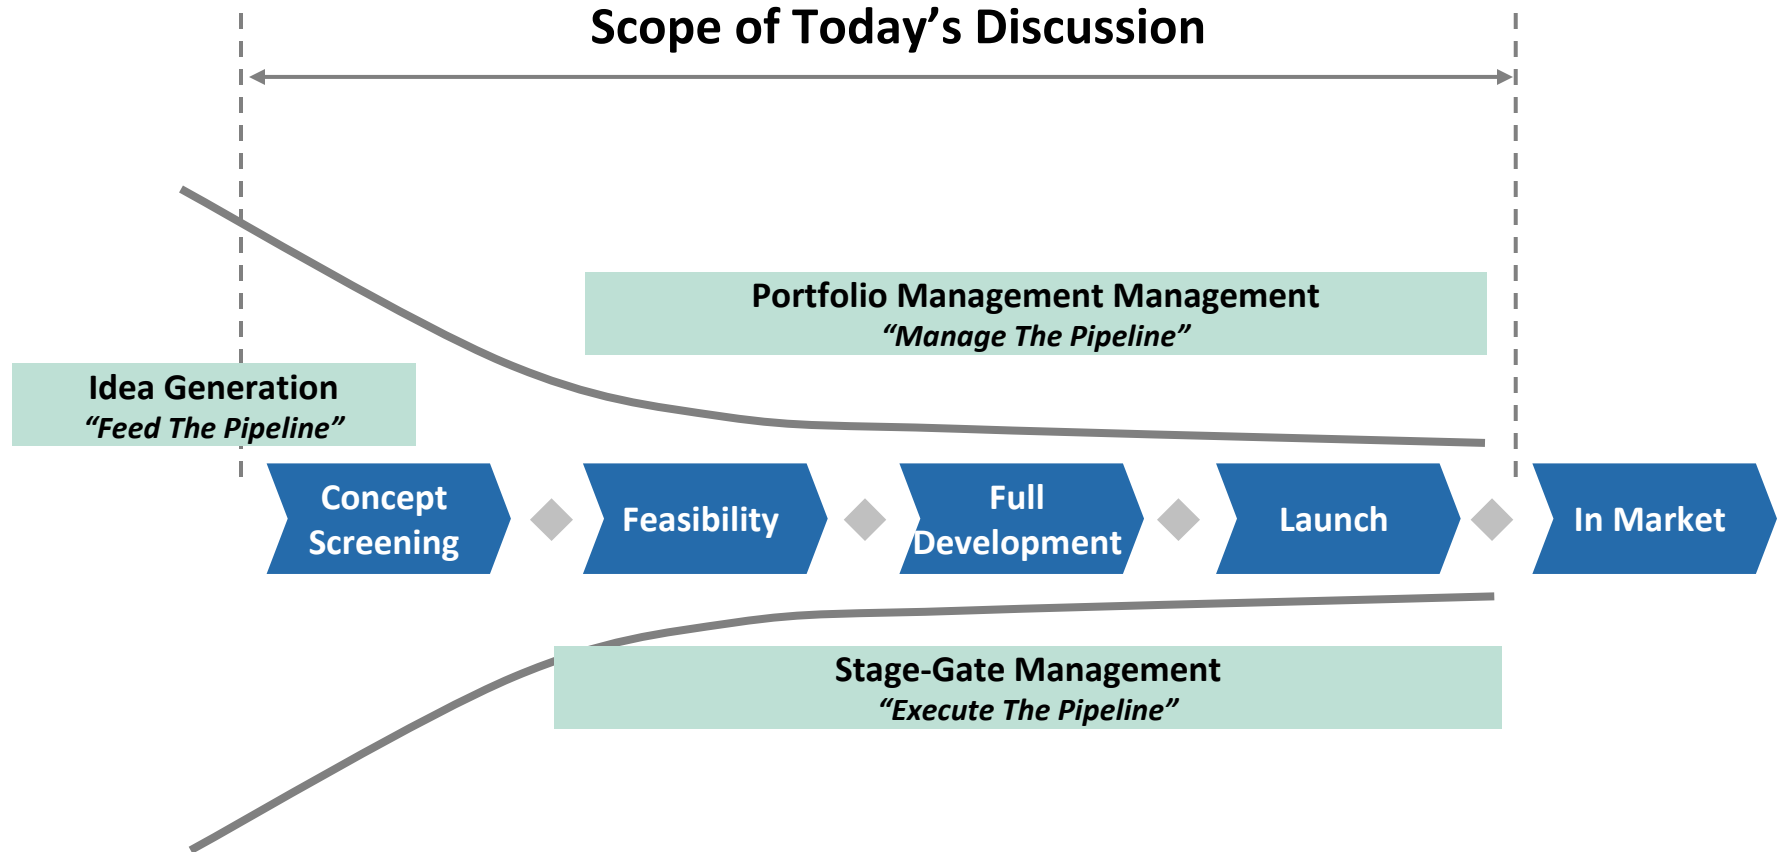 Scope of Today’s Discussion
Portfolio Management Management
“Manage The Pipeline”
Idea Generation
“Feed The Pipeline”
Concept
Screening
Feasibility
Full
Development
Launch
In Market
Stage-Gate Management
“Execute The Pipeline”